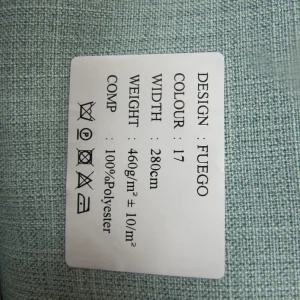 DESIGN : FUEGO
COLOUR : 17
WIDTH : 280cm
WEIGHT : 460g/m² ± 10/m²
COMP : 100%Polyester